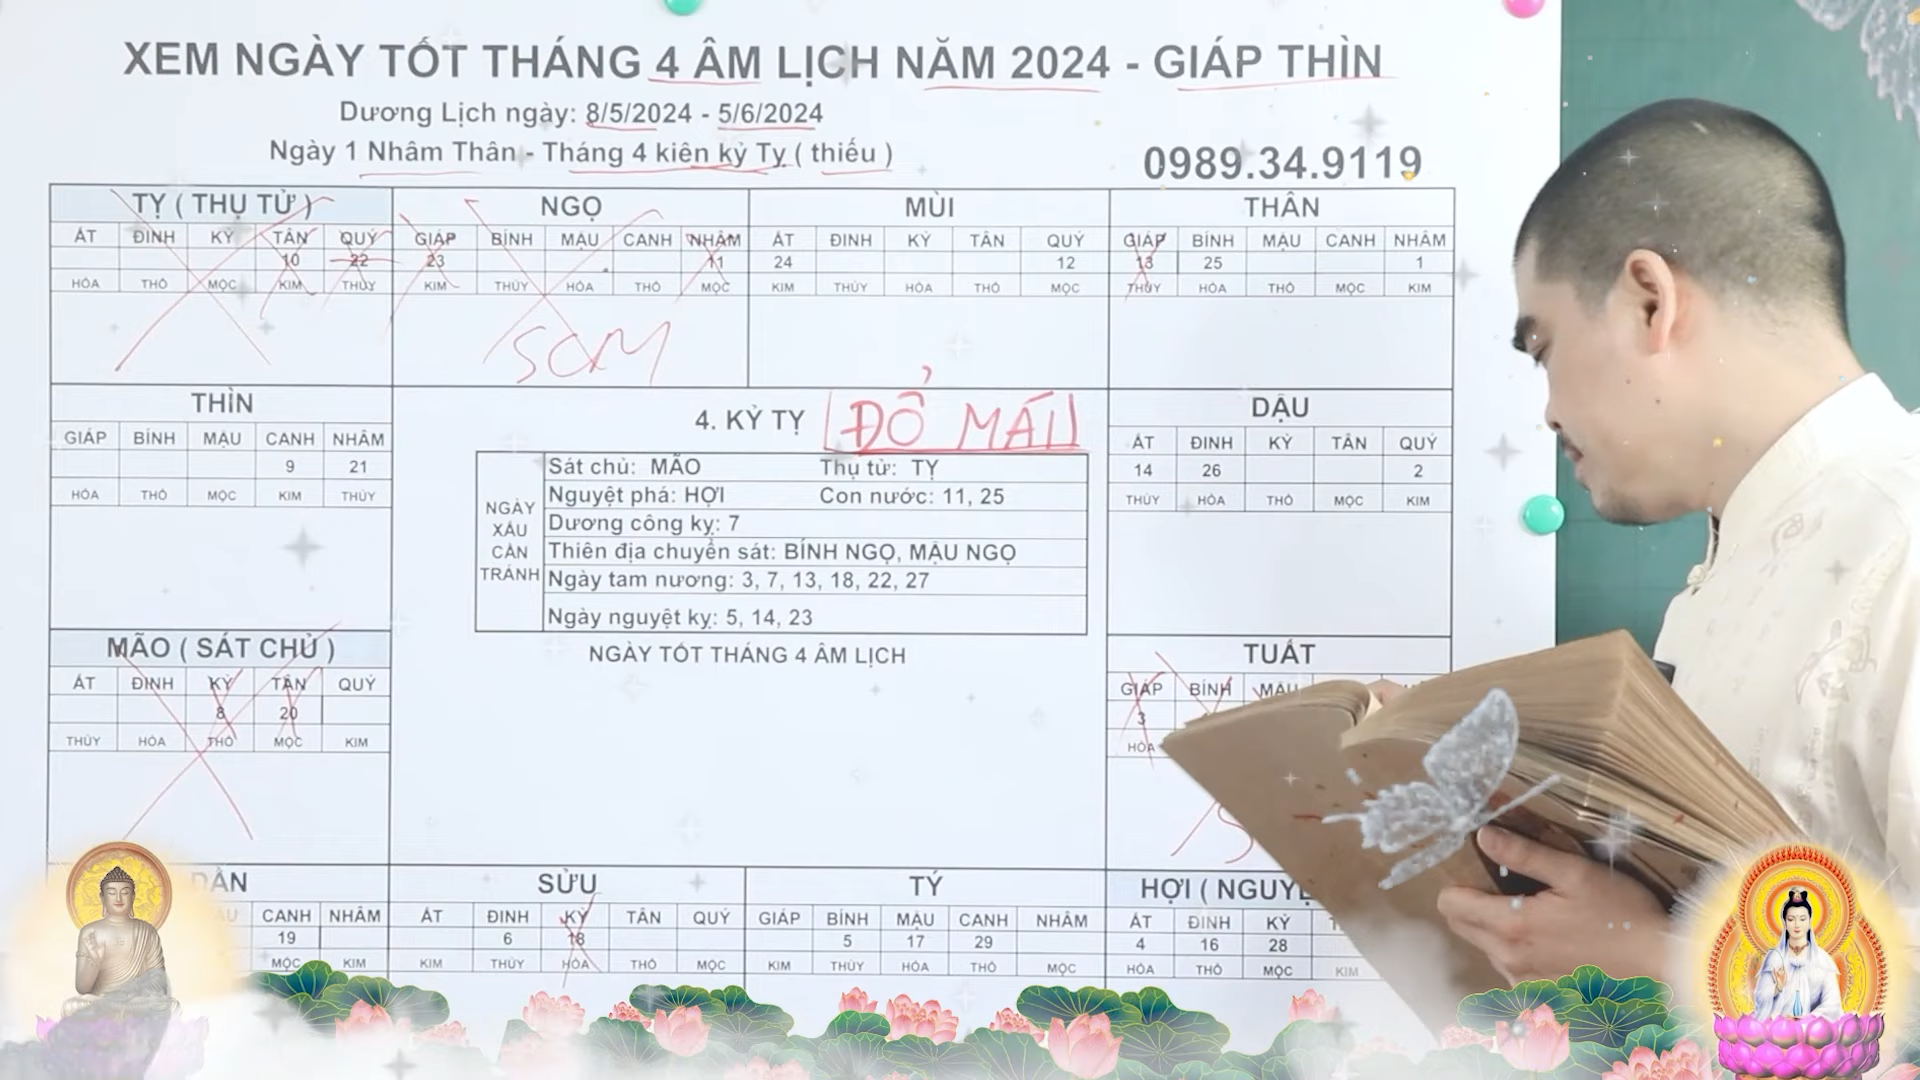 XEM NGÀY TỐT THÁNG 4 ÂM LỊCH NĂM 2024 - GIÁP THÌN
Dương Lịch ngày: 8/5/2024 - 5/6/2024
Ngày 1 Nhâm Thân - Tháng 4 kiên kỷ Tỵ ( thiếu )
0989.34.9119
TỴ ( THỤ TỬ )
ẤT ĐINH KỶ TÂN QUÝ
10 22
HỎA THỔ MỘC KIM THỦY
NGỌ
GIÁP BÍNH MẬU CANH NHÂM
23 11
KIM THỦY HỎA THỔ MỘC
SCM
MÙI
ẤT ĐINH KỶ TÂN QUÝ
24 12
KIM THỦY HỎA THỔ MỘC
THÂN
GIÁP BÍNH MẬU CANH NHÂM
13 25 1
THỦY HỎA THỔ MỘC KIM
THÌN
GIÁP BÍNH MẬU CANH NHÂM
9 21
HỎA THỔ MỘC KIM THỦY
4. KỶ TỴ
ĐỔ MÁI
NGÀY XẤU CẦN TRÁNH
Sát chủ: MÃO Thụ tử: TỴ
Nguyệt phá: HỢI Con nước: 11, 25
Dương công kỵ: 7
Thiên địa chuyển sát: BÍNH NGỌ, MẬU NGỌ
Ngày tam nương: 3, 7, 13, 18, 22, 27
Ngày nguyệt kỵ: 5, 14, 23
NGÀY TỐT THÁNG 4 ÂM LỊCH
DẬU
ẤT ĐINH KỶ TÂN QUÝ
14 26 2
THỦY HỎA THỔ MỘC KIM
MÃO ( SÁT CHỦ )
ẤT ĐINH KỶ TÂN QUÝ
8 20
THỦY HỎA THỔ MỘC KIM
TUẤT
GIÁP BÍNH MẬU
3
HỎA
DẦN
CANH NHÂM
19
MỘC KIM
SỬU
ẤT ĐINH KỶ TÂN QUÝ
6 18
KIM THỦY HỎA THỔ MỘC
TÝ
GIÁP BÍNH MẬU CANH NHÂM
5 17 29
KIM THỦY HỎA THỔ MỘC
HỢI ( NGUYỆ
ẤT ĐINH KỶ
4 16 28
HỎA THỔ MỘC KIM